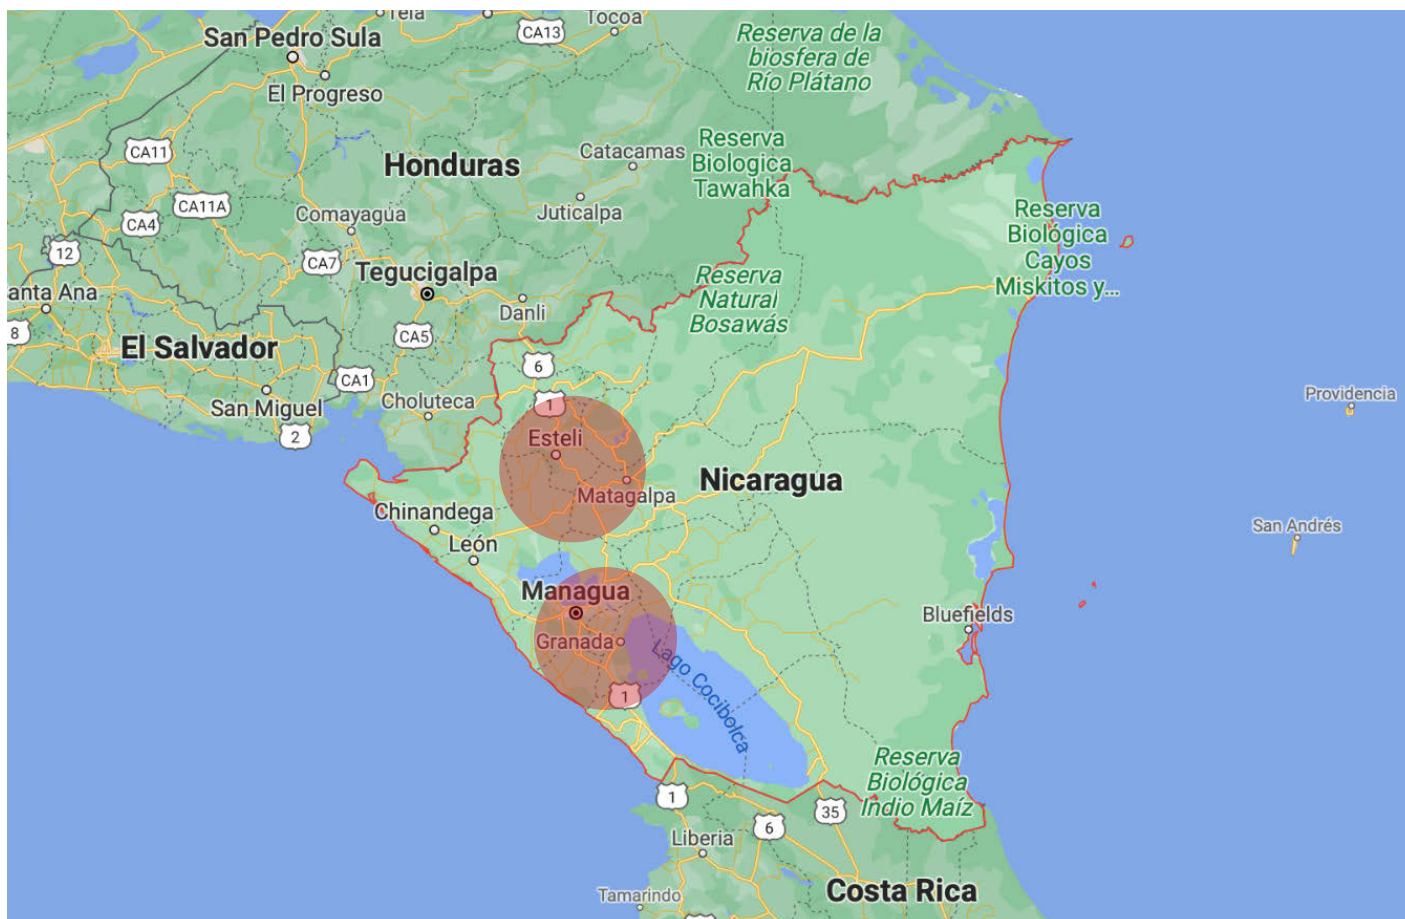 Tela
Tocoa
CA13
San Pedro Sula
El Progreso
Reserva de la
biosfera de
Río Plátano
CA11
Honduras
Catacamas
Reserva
Biologica
Tawahka
CA11A
CA4
Comayagua
Juticalpa
Reserva
Biológica
Cayos
Miskitos y...
12
CA7
Tegucigalpa
Reserva
Natural
Bosawás
anta Ana
Danli
8
CA5
El Salvador
6
CA1
San Miguel
Choluteca
1
Providencia
2
Esteli
Matagalpa
Nicaragua
Chinandega
León
San Andrés
Managua
Granada
Bluefields
Lago Cocibolca
1
Reserva
Biológica
Indio Maíz
1
35
6
Liberia
Tamarindo
Costa Rica